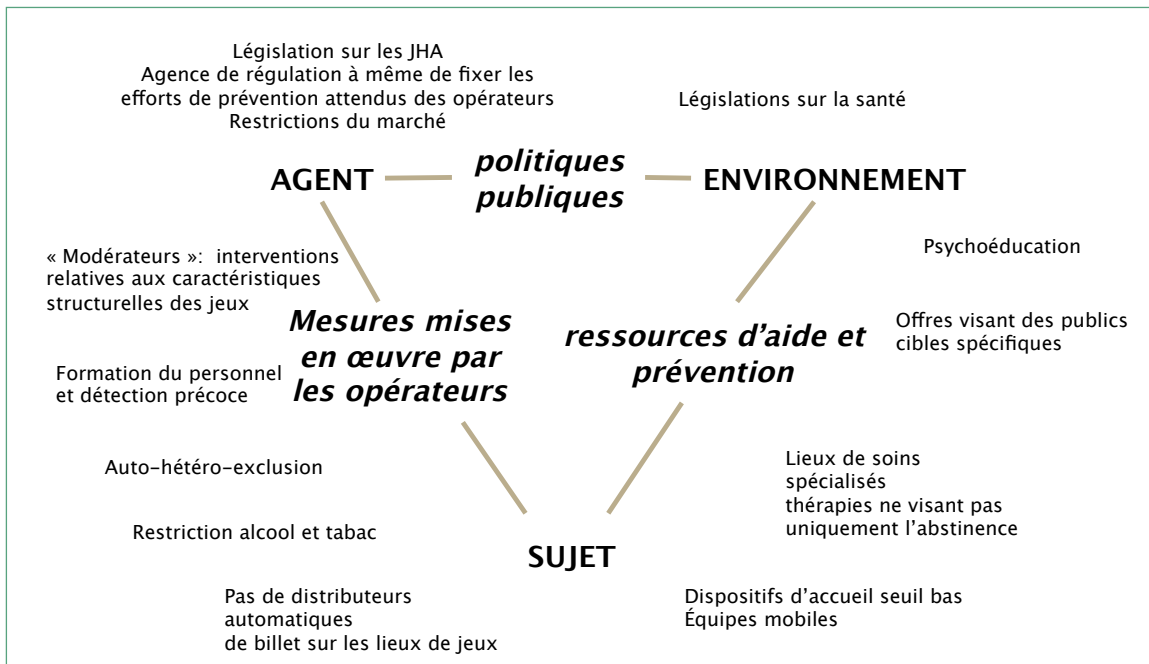 Législation sur les JHA
Agence de régulation à même de fixer les
efforts de prévention attendus des opérateurs
Restrictions du marché
Législations sur la santé
AGENT
politiques
publiques
ENVIRONNEMENT
« Modérateurs »: interventions
relatives aux caractéristiques
structurelles des jeux
Psychoéducation
Mesures mises
en œuvre par
les opérateurs
ressources d’aide et
prévention
Offres visant des publics
cibles spécifiques
Formation du personnel
et détection précoce
Auto-hétéro-exclusion
Lieux de soins
spécialisés
thérapies ne visant pas
uniquement l’abstinence
Restriction alcool et tabac
SUJET
Pas de distributeurs
automatiques
de billet sur les lieux de jeux
Dispositifs d’accueil seuil bas
Équipes mobiles